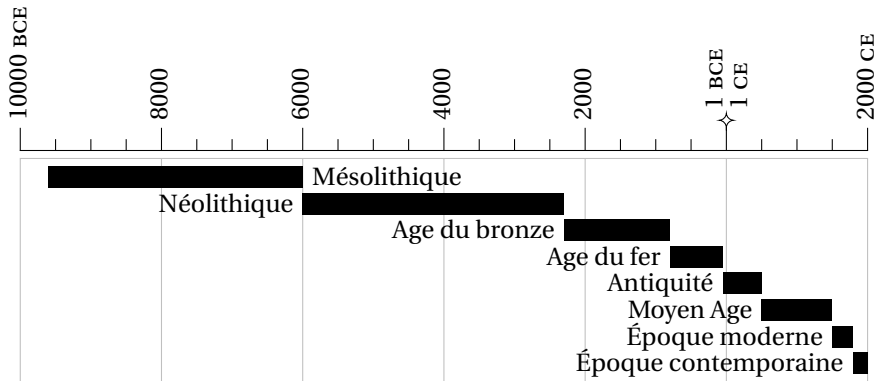 10000 BCE
8000
6000
4000
2000
1 BCE
1 CE
2000 CE
Mésolithique
Néolithique
Age du bronze
Age du fer
Antiquité
Moyen Age
Époque moderne
Époque contemporaine